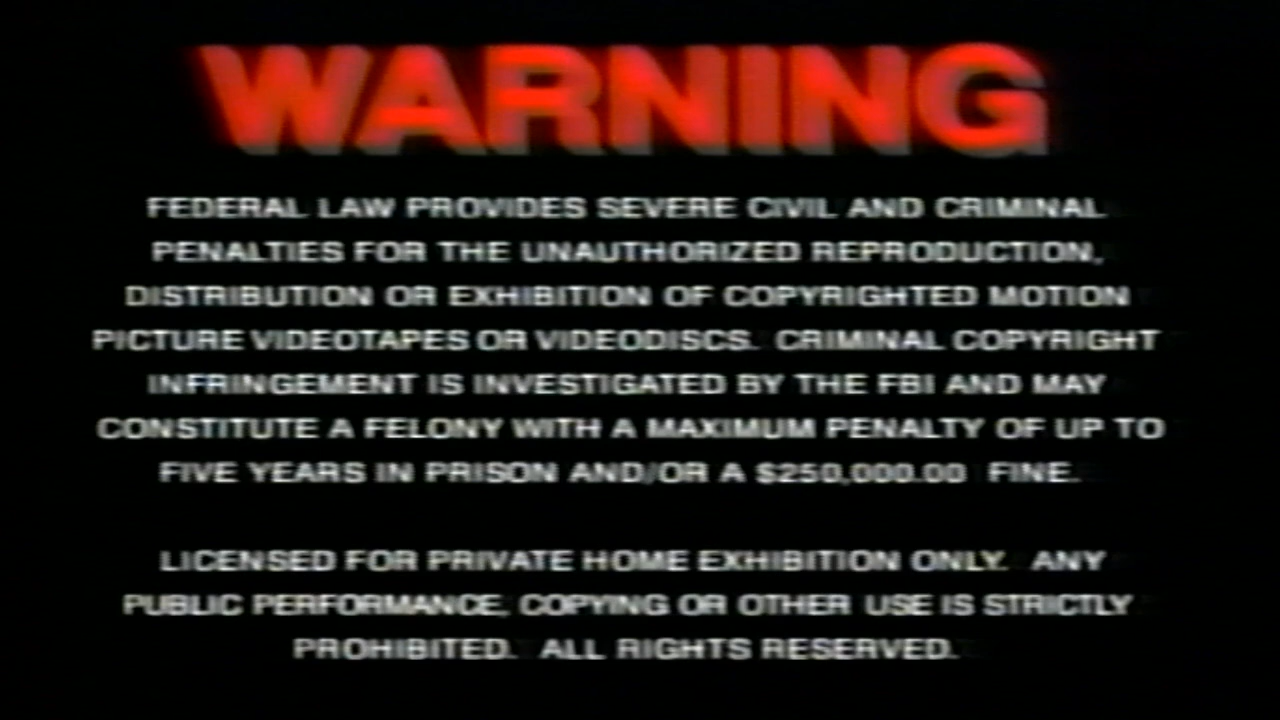 WARNING
FEDERAL LAW PROVIDES SEVERE CIVIL AND CRIMINAL
PENALTIES FOR THE UNAUTHORIZED REPRODUCTION,
DISTRIBUTION OR EXHIBITION OF COPYRIGHTED MOTION
PICTURE VIDEOTAPES OR VIDEODISCS. CRIMINAL COPYRIGHT
INFRINGEMENT IS INVESTIGATED BY THE FBI AND MAY
CONSTITUTE A FELONY WITH A MAXIMUM PENALTY OF UP TO
FIVE YEARS IN PRISON AND/OR A $250,000.00 FINE.
LICENSED FOR PRIVATE HOME EXHIBITION ONLY. ANY
PUBLIC PERFORMANCE, COPYING OR OTHER USE IS STRICTLY
PROHIBITED. ALL RIGHTS RESERVED.